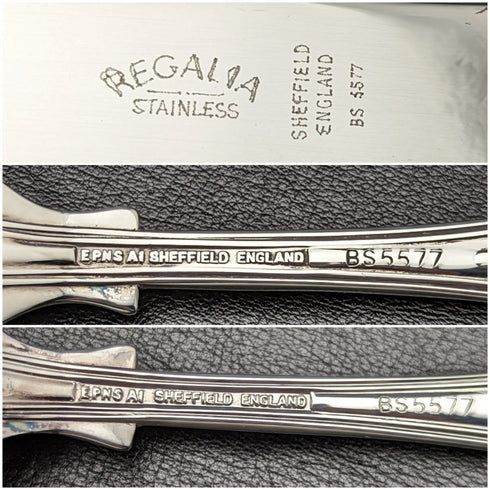 REGALIA
STAINLESS
SHEFFIELD
ENGLAND
BS 5577
EPNS A1 SHEFFIELD ENGLAND
BS5577
EPNS A1 SHEFFIELD ENGLAND
BS5577